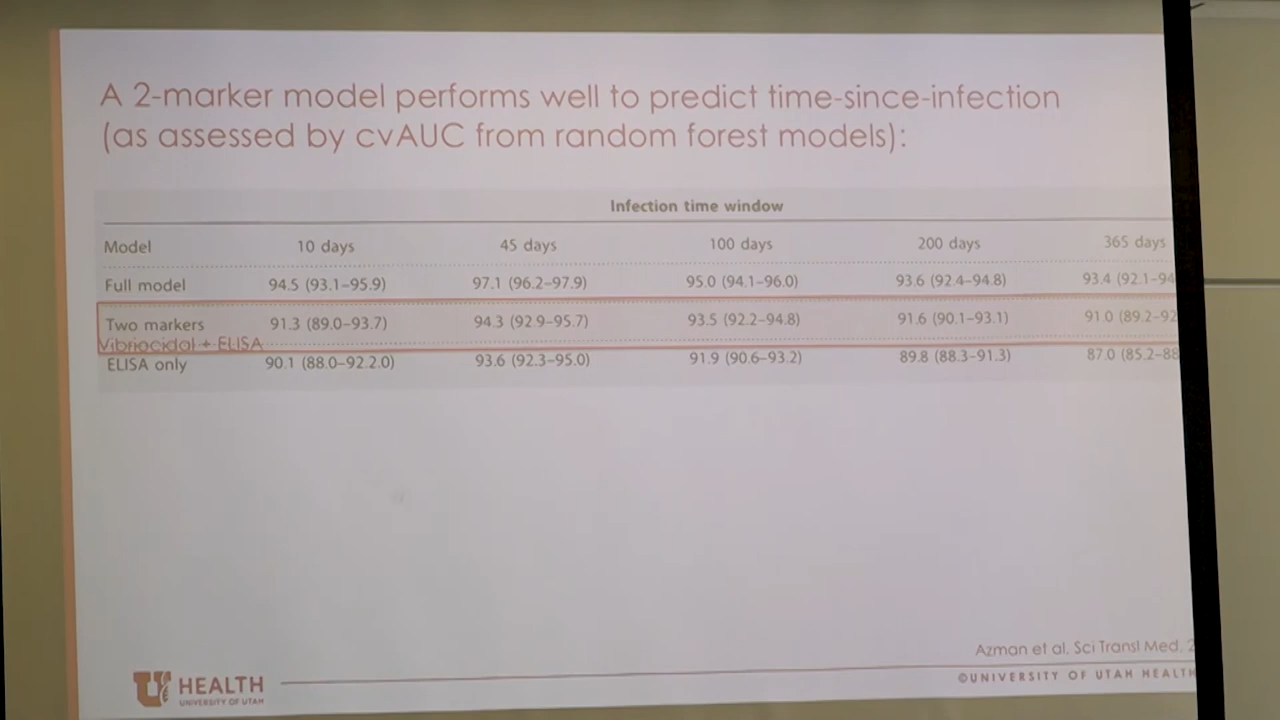 A 2-marker model performs well to predict time-since-infection
(as assessed by cvAUC from random forest models):
Infection time window
Model 10 days 45 days 100 days 200 days 365 days
Full model 94.5 (93.1–95.9) 97.1 (96.2–97.9) 95.0 (94.1–96.0) 93.6 (92.4–94.8) 93.4 (92.1–94
Two markers 91.3 (89.0–93.7) 94.3 (92.9–95.7) 93.5 (92.2–94.8) 91.6 (90.1–93.1) 91.0 (89.2–92
Vibriocidal + ELISA
ELISA only 90.1 (88.0–92.2.0) 93.6 (92.3–95.0) 91.9 (90.6–93.2) 89.8 (88.3–91.3) 87.0 (85.2–88
Azman et al, Sci Transl Med, 2
©UNIVERSITY OF UTAH HEALTH
U HEALTH
UNIVERSITY OF UTAH